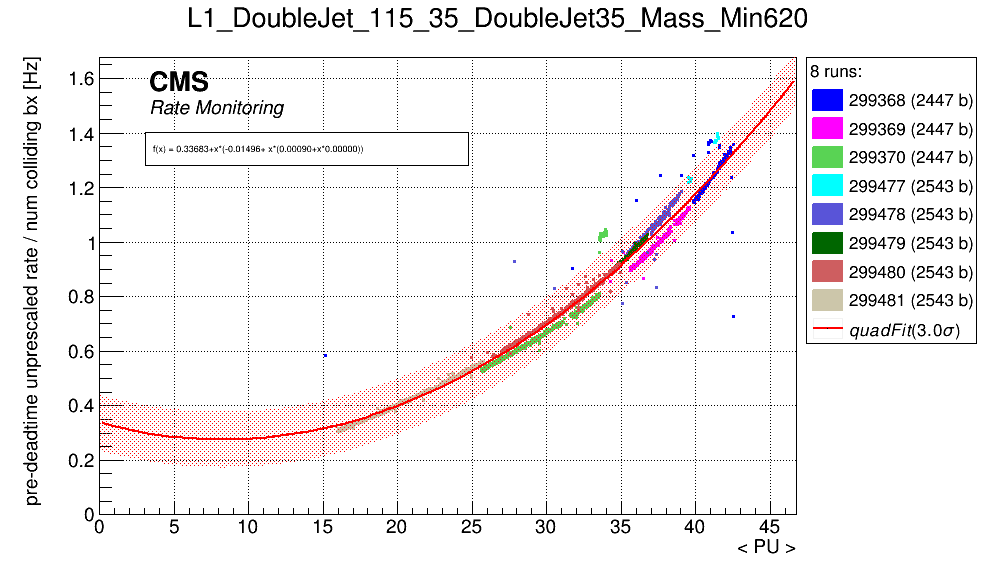 L1_DoubleJet_115_35_DoubleJet35_Mass_Min620
pre-deadtime unprescaled rate / num colliding bx [Hz]
CMS
Rate Monitoring
f(x) = 0.33683+x*(-0.01496+ x*(0.00090+x*0.00000))
1.6
1.4
1.2
1
0.8
0.6
0.4
0.2
0
0 5 10 15 20 25 30 35 40 45
< PU >
8 runs:
299368 (2447 b)
299369 (2447 b)
299370 (2447 b)
299477 (2543 b)
299478 (2543 b)
299479 (2543 b)
299480 (2543 b)
299481 (2543 b)
quadFit(3.0σ)